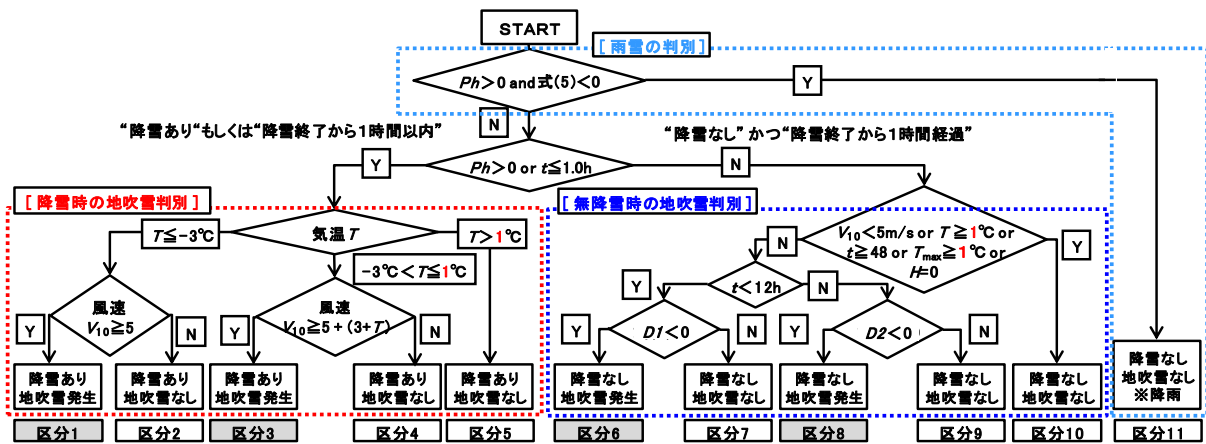 START
[ 雨雪の判別 ]
Ph＞0 and 式(5)＜0
Y
N
“降雪あり“もしくは“降雪終了から1時間以内”
“降雪なし” かつ“降雪終了から1時間経過”
Ph＞0 or t≦1.0h
Y
N
[ 降雪時の地吹雪判別 ]
[ 無降雪時の地吹雪判別 ]
T≦−3℃
気温 T
T＞1℃
-3℃＜T≦1℃
V10＜5m/s or T≧1℃ or
t≧48 or Tmax≧1℃ or
H=0
N
Y
t＜12h
Y
N
風速
V10≧5
Y
N
風速
V10≧5+(3+T)
Y
N
D1＜0
Y
N
D2＜0
Y
N
降雪あり
地吹雪発生
降雪あり
地吹雪なし
降雪あり
地吹雪発生
降雪あり
地吹雪なし
降雪あり
地吹雪なし
降雪なし
地吹雪発生
降雪なし
地吹雪なし
降雪なし
地吹雪発生
降雪なし
地吹雪なし
降雪なし
地吹雪なし
降雪なし
地吹雪なし
※降雨
区分1
区分2
区分3
区分4
区分5
区分6
区分7
区分8
区分9
区分10
区分11